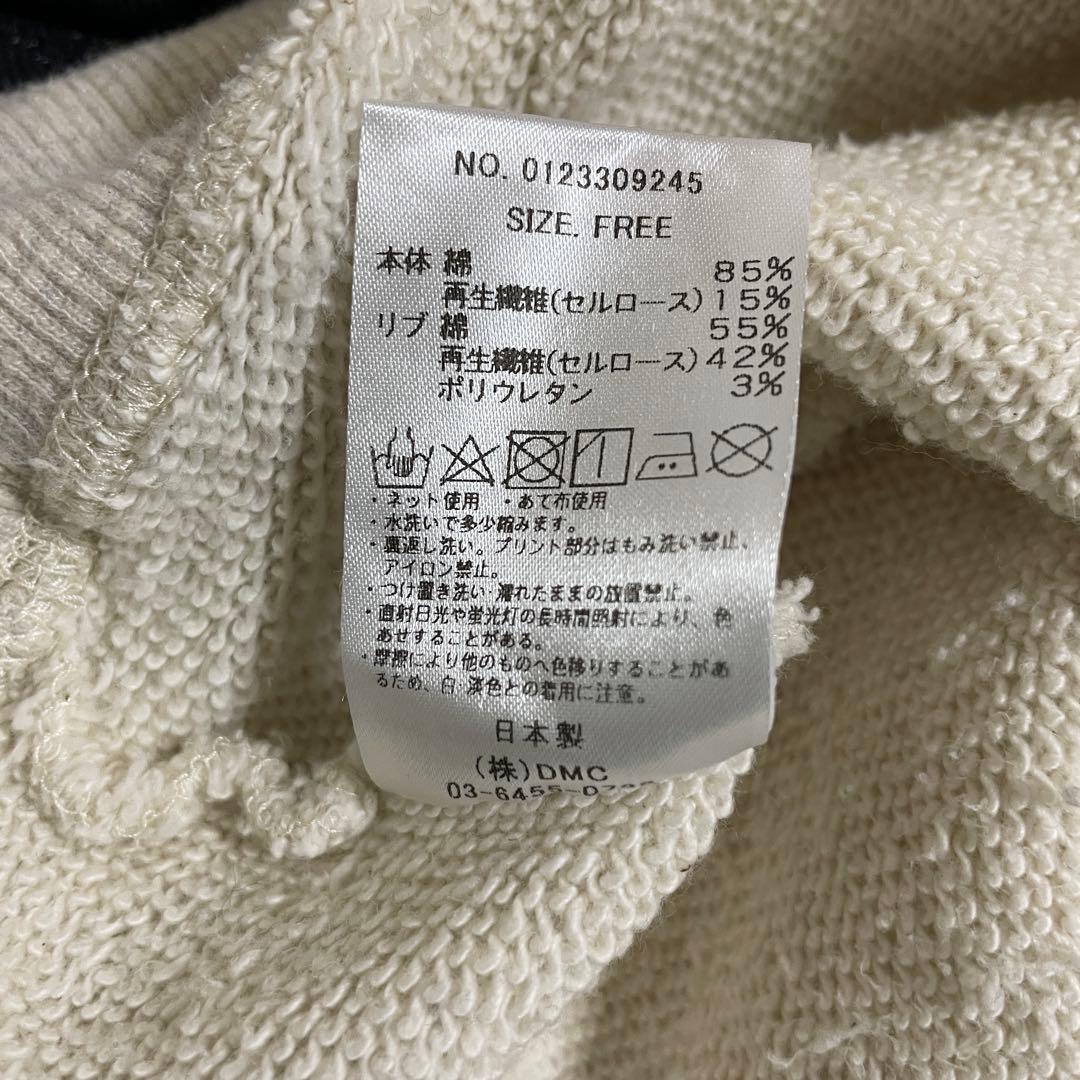 NO. 0123309245
SIZE. FREE
本体 綿 85%
再生繊維(セルロース) 15%
リブ 綿 55%
再生繊維(セルロース) 42%
ポリウレタン 3%
・ネット使用 ・あて布使用
・水洗いで多少縮みます。
・裏返し洗い。プリント部分はもみ洗い禁止、
アイロン禁止。
・つけ置き洗い・濡れたままの放置禁止。
・直射日光や蛍光灯の長時間照射により、色
あせすることがある。
・摩擦により他のものへ色移りすることがあ
るため、白・淡色との着用に注意。
日本製
(株)DMC
03-6455-